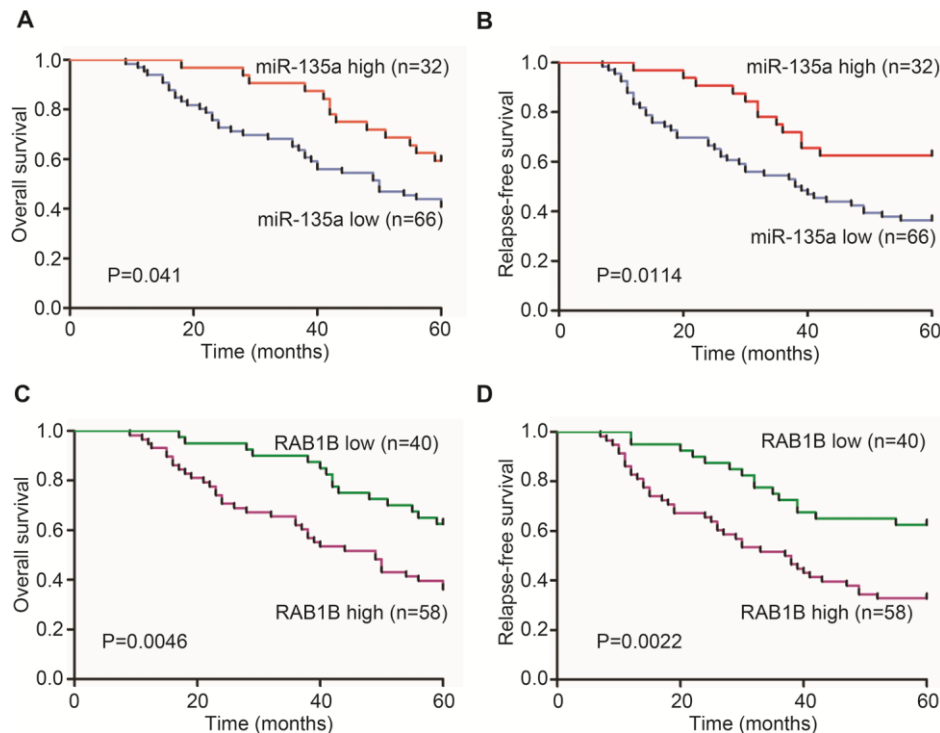 A
1.0
0.8
0.6
0.4
0.2
0.0
Overall survival
miR-135a high (n=32)
miR-135a low (n=66)
P=0.041
0 20 40 60
Time (months)
B
1.0
0.8
0.6
0.4
0.2
0.0
Relapse-free survival
miR-135a high (n=32)
miR-135a low (n=66)
P=0.0114
0 20 40 60
Time (months)
C
1.0
0.8
0.6
0.4
0.2
0.0
Overall survival
RAB1B low (n=40)
RAB1B high (n=58)
P=0.0046
0 20 40 60
Time (months)
D
1.0
0.8
0.6
0.4
0.2
0.0
Relapse-free survival
RAB1B low (n=40)
RAB1B high (n=58)
P=0.0022
0 20 40 60
Time (months)